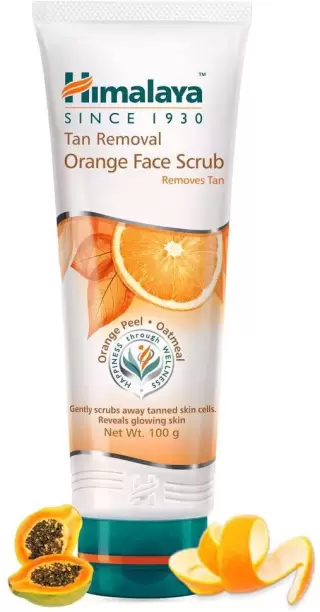 Himalaya™
SINCE 1930
Tan Removal
Orange Face Scrub
Removes Tan
Orange Peel • Oatmeal
HAPPINESS through WELLNESS
Gently scrubs away tanned skin cells.
Reveals glowing skin
Net Wt. 100 g